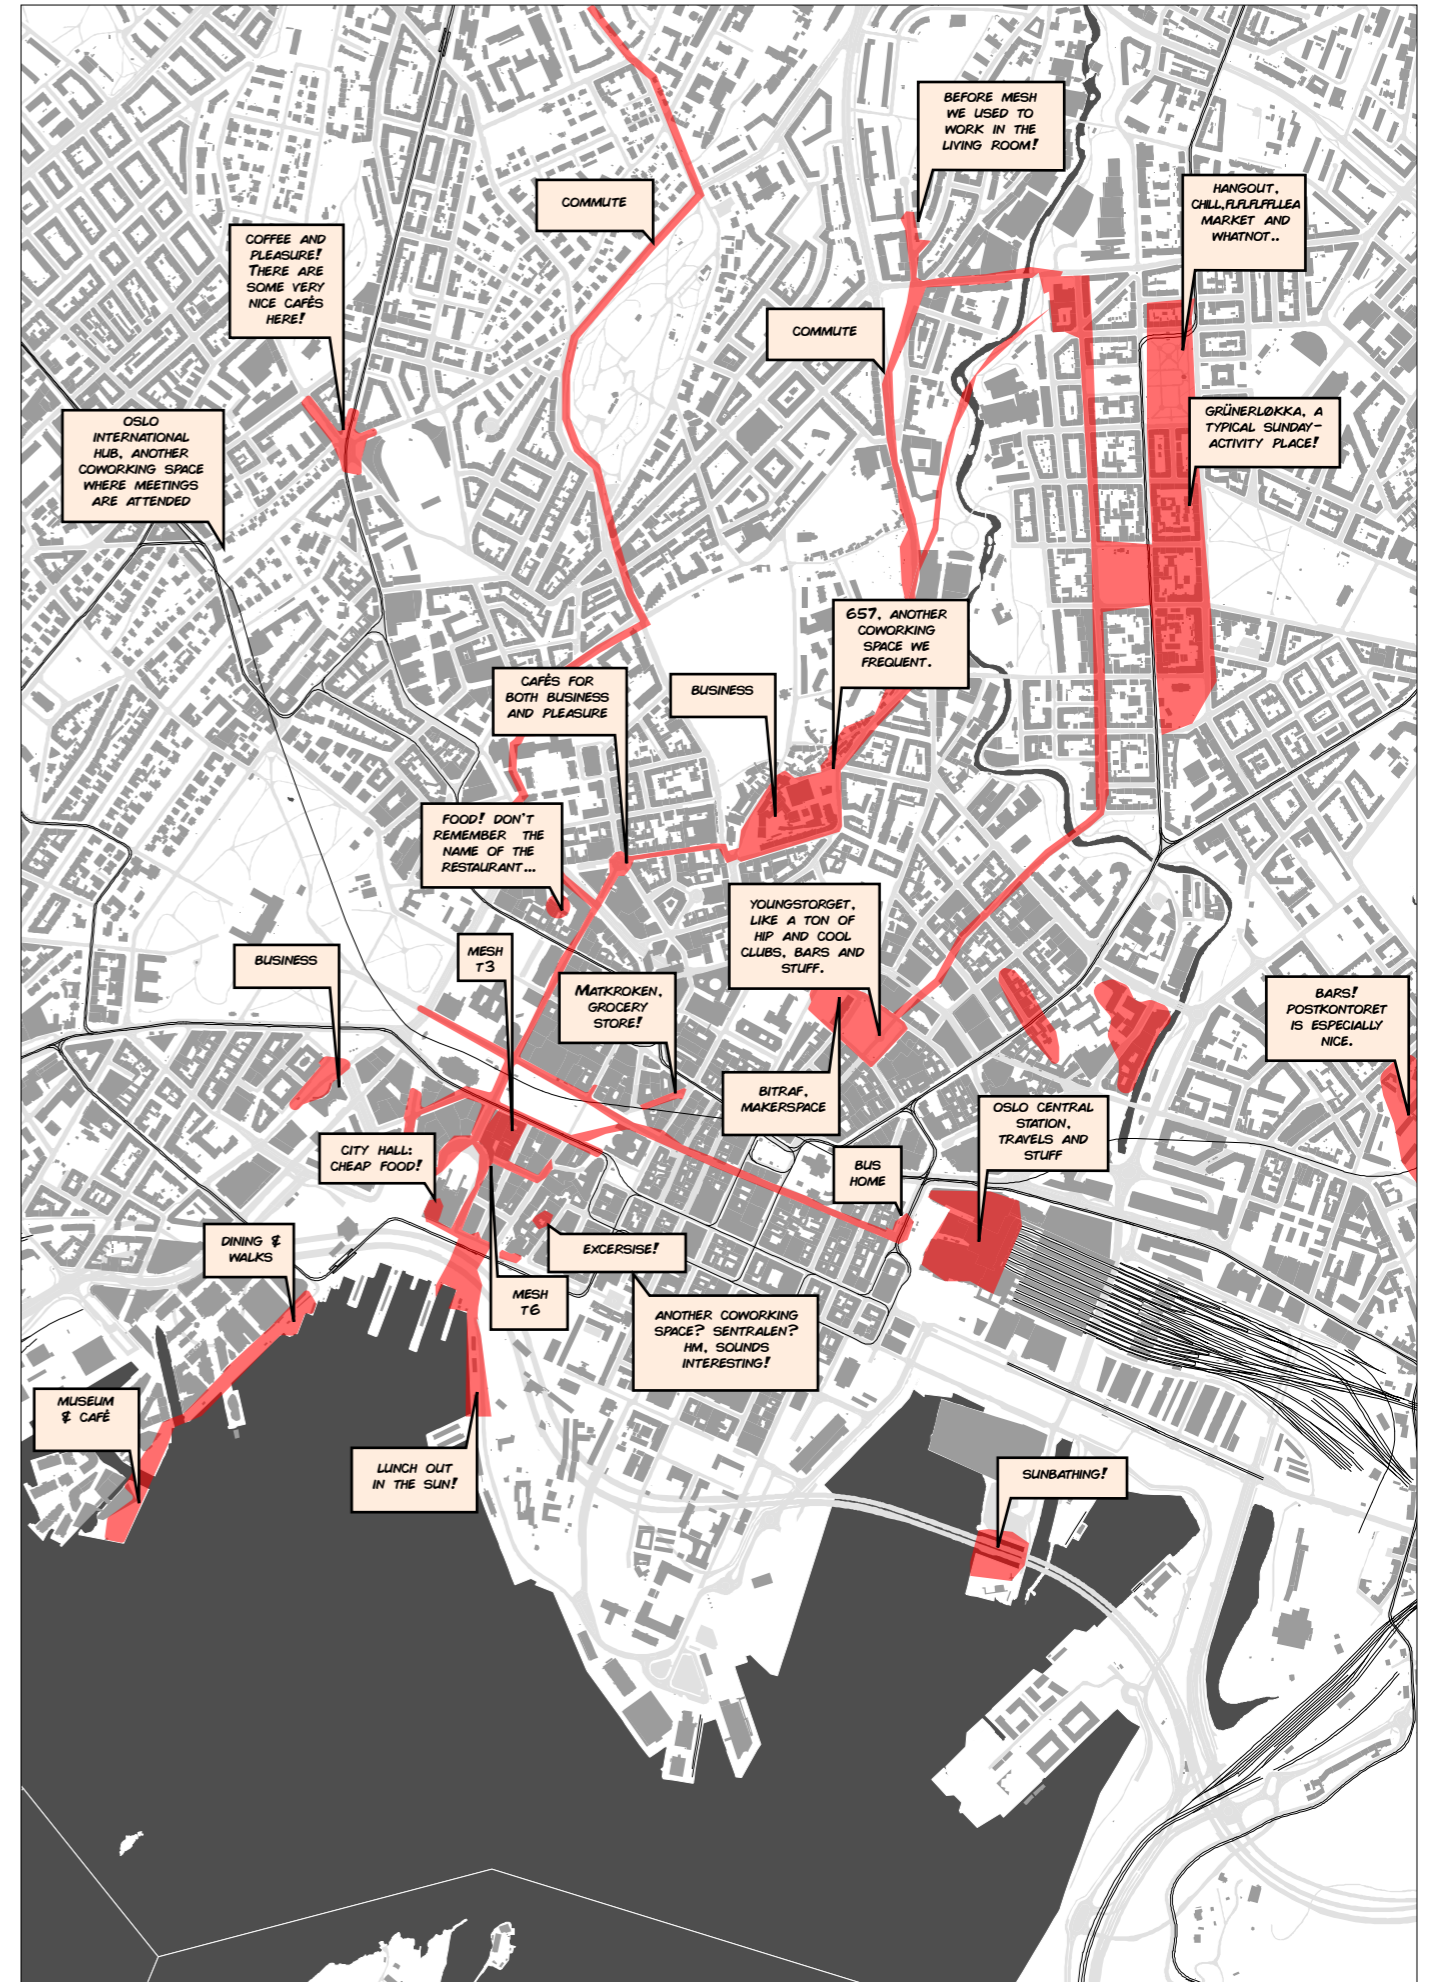 BEFORE MESH
WE USED TO
WORK IN THE
LIVING ROOM!
COMMUTE
HANGOUT,
CHILL,FLFLFLFFLLEA
MARKET AND
WHATNOT..
COFFEE AND
PLEASURE!
THERE ARE
SOME VERY
NICE CAFÈS
HERE!
COMMUTE
GRÜNERLØKKA, A
TYPICAL SUNDAY-
ACTIVITY PLACE!
OSLO
INTERNATIONAL
HUB, ANOTHER
COWORKING SPACE
WHERE MEETINGS
ARE ATTENDED
657, ANOTHER
COWORKING
SPACE WE
FREQUENT.
CAFÈS FOR
BOTH BUSINESS
AND PLEASURE
BUSINESS
FOOD! DON'T
REMEMBER THE
NAME OF THE
RESTAURANT...
YOUNGSTORGET,
LIKE A TON OF
HIP AND COOL
CLUBS, BARS AND
STUFF.
BUSINESS
MESH
T3
MATKROKEN,
GROCERY
STORE!
BARS!
POSTKONTORET
IS ESPECIALLY
NICE.
BITRAF,
MAKERSPACE
OSLO CENTRAL
STATION,
TRAVELS AND
STUFF
CITY HALL:
CHEAP FOOD!
BUS
HOME
DINING &
WALKS
EXCERSISE!
MESH
T6
ANOTHER COWORKING
SPACE? SENTRALEN?
HM, SOUNDS
INTERESTING!
MUSEUM
& CAFÈ
LUNCH OUT
IN THE SUN!
SUNBATHING!